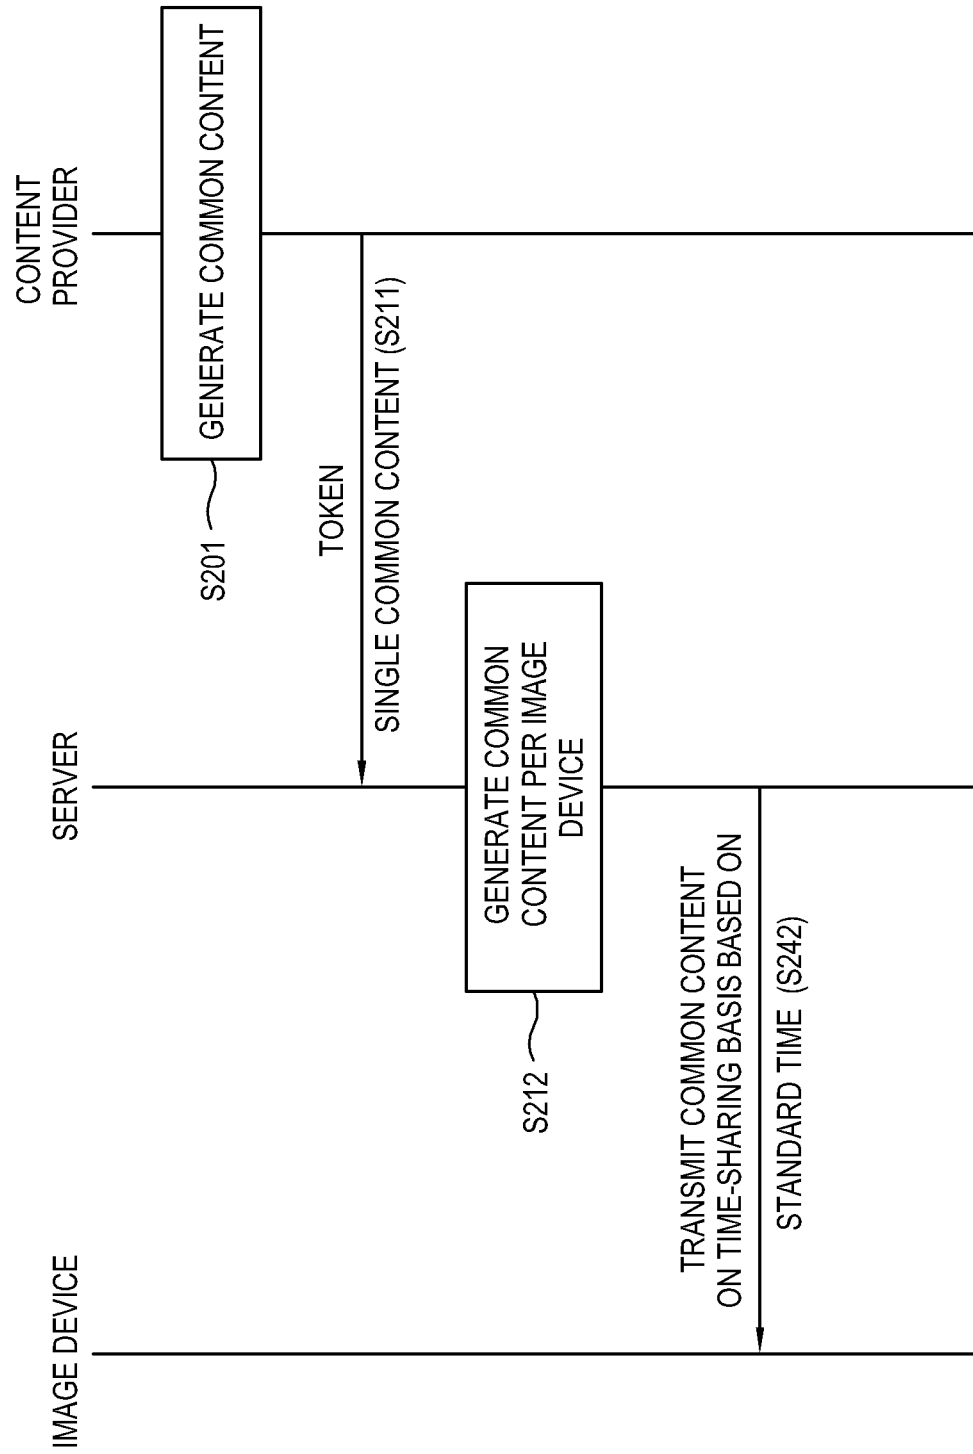 IMAGE DEVICE
SERVER
CONTENT
PROVIDER
GENERATE COMMON CONTENT
S201
TOKEN
SINGLE COMMON CONTENT (S211)
GENERATE COMMON
CONTENT PER IMAGE
DEVICE
S212
TRANSMIT COMMON CONTENT
ON TIME-SHARING BASIS BASED ON
STANDARD TIME (S242)